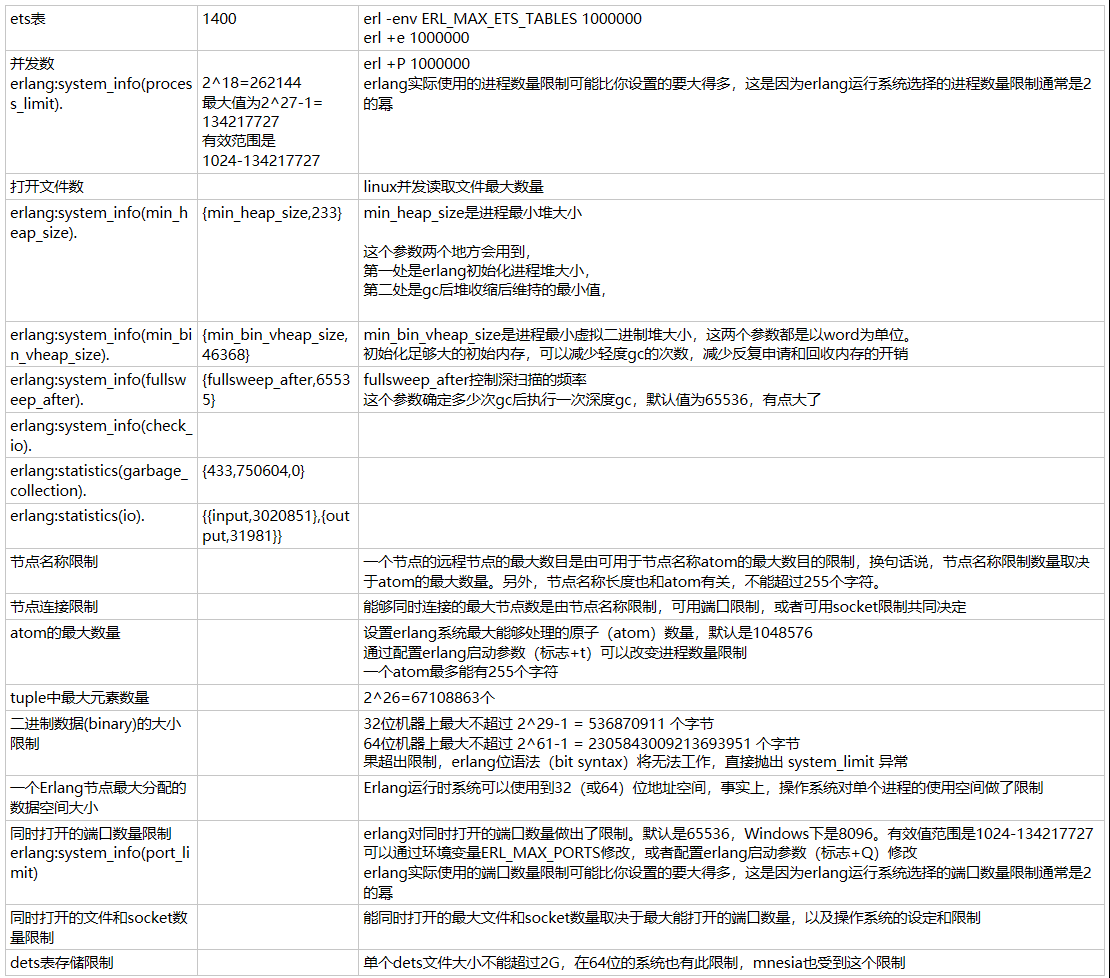 ets表
1400
erl -env ERL_MAX_ETS_TABLES 1000000
erl +e 1000000
并发数
erlang:system_info(proces
s_limit).
2^18=262144
最大值为2^27-1=
134217727
有效范围是
1024-134217727
erl +P 1000000
erlang实际使用的进程数量限制可能比你设置的要大得多，这是因为erlang运行系统选择的进程数量限制通常是2
的幂
打开文件数
linux并发读取文件最大数量
erlang:system_info(min_h
eap_size).
{min_heap_size,233}
min_heap_size是进程最小堆大小
这个参数两个地方会用到，
第一处是erlang初始化进程堆大小，
第二处是gc后堆收缩后维持的最小值，
erlang:system_info(min_bi
n_vheap_size).
{min_bin_vheap_size,
46368}
min_bin_vheap_size是进程最小虚拟二进制堆大小，这两个参数都是以word为单位。
初始化足够大的初始内存，可以减少轻度gc的次数，减少反复申请和回收内存的开销
erlang:system_info(fullsw
eep_after).
{fullsweep_after,6553
5}
fullsweep_after控制深扫描的频率
这个参数确定多少次gc后执行一次深度gc，默认值为65536，有点大了
erlang:system_info(check_
io).
erlang:statistics(garbage_
collection).
{433,750604,0}
erlang:statistics(io).
{{input,3020851},{out
put,31981}}
节点名称限制
一个节点的远程节点的最大数目是由可用于节点名称atom的最大数目的限制，换句话说，节点名称限制数量取决
于atom的最大数量。另外，节点名称长度也和atom有关，不能超过255个字符。
节点连接限制
能够同时连接的最大节点数是由节点名称限制，可用端口限制，或者可用socket限制共同决定
atom的最大数量
设置erlang系统最大能够处理的原子（atom）数量，默认是1048576
通过配置erlang启动参数（标志+t）可以改变进程数量限制
一个atom最多能有255个字符
tuple中最大元素数量
2^26=67108863个
二进制数据(binary)的大小
限制
32位机器上最大不超过 2^29-1 = 536870911 个字节
64位机器上最大不超过 2^61-1 = 2305843009213693951 个字节
果超出限制，erlang位语法（bit syntax）将无法工作，直接抛出 system_limit 异常
一个Erlang节点最大分配的
数据空间大小
Erlang运行时系统可以使用到32（或64）位地址空间，事实上，操作系统对单个进程的使用空间做了限制
同时打开的端口数量限制
erlang:system_info(port_li
mit)
erlang对同时打开的端口数量做出了限制。默认是65536，Windows下是8096。有效值范围是1024-134217727
可以通过环境变量ERL_MAX_PORTS修改，或者配置erlang启动参数（标志+Q）修改
erlang实际使用的端口数量限制可能比你设置的要大得多，这是因为erlang运行系统选择的端口数量限制通常是2
的幂
同时打开的文件和socket数
量限制
能同时打开的最大文件和socket数量取决于最大能打开的端口数量，以及操作系统的设定和限制
dets表存储限制
单个dets文件大小不能超过2G，在64位的系统也有此限制，mnesia也受到这个限制